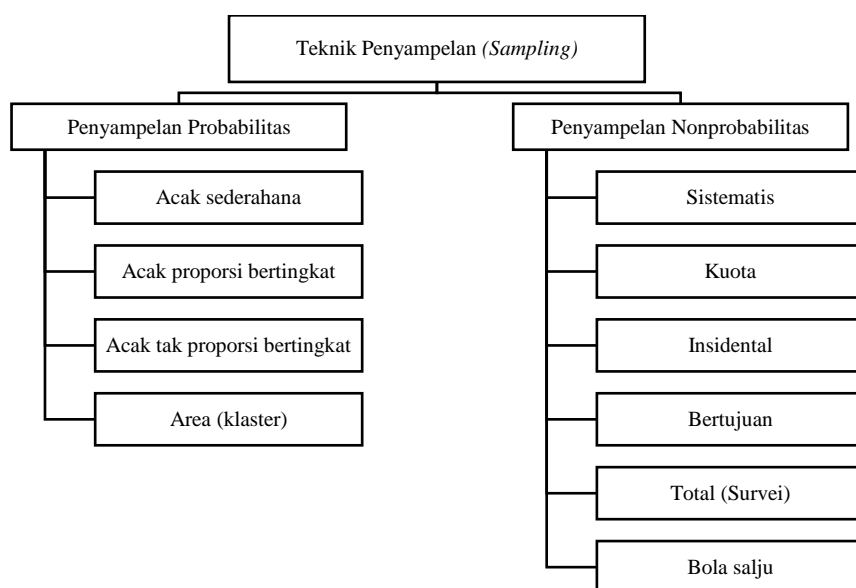 Teknik Penyampelan (Sampling)
Penyampelan Probabilitas
Acak sederahana
Acak proporsi bertingkat
Acak tak proporsi bertingkat
Area (klaster)
Penyampelan Nonprobabilitas
Sistematis
Kuota
Insidental
Bertujuan
Total (Survei)
Bola salju